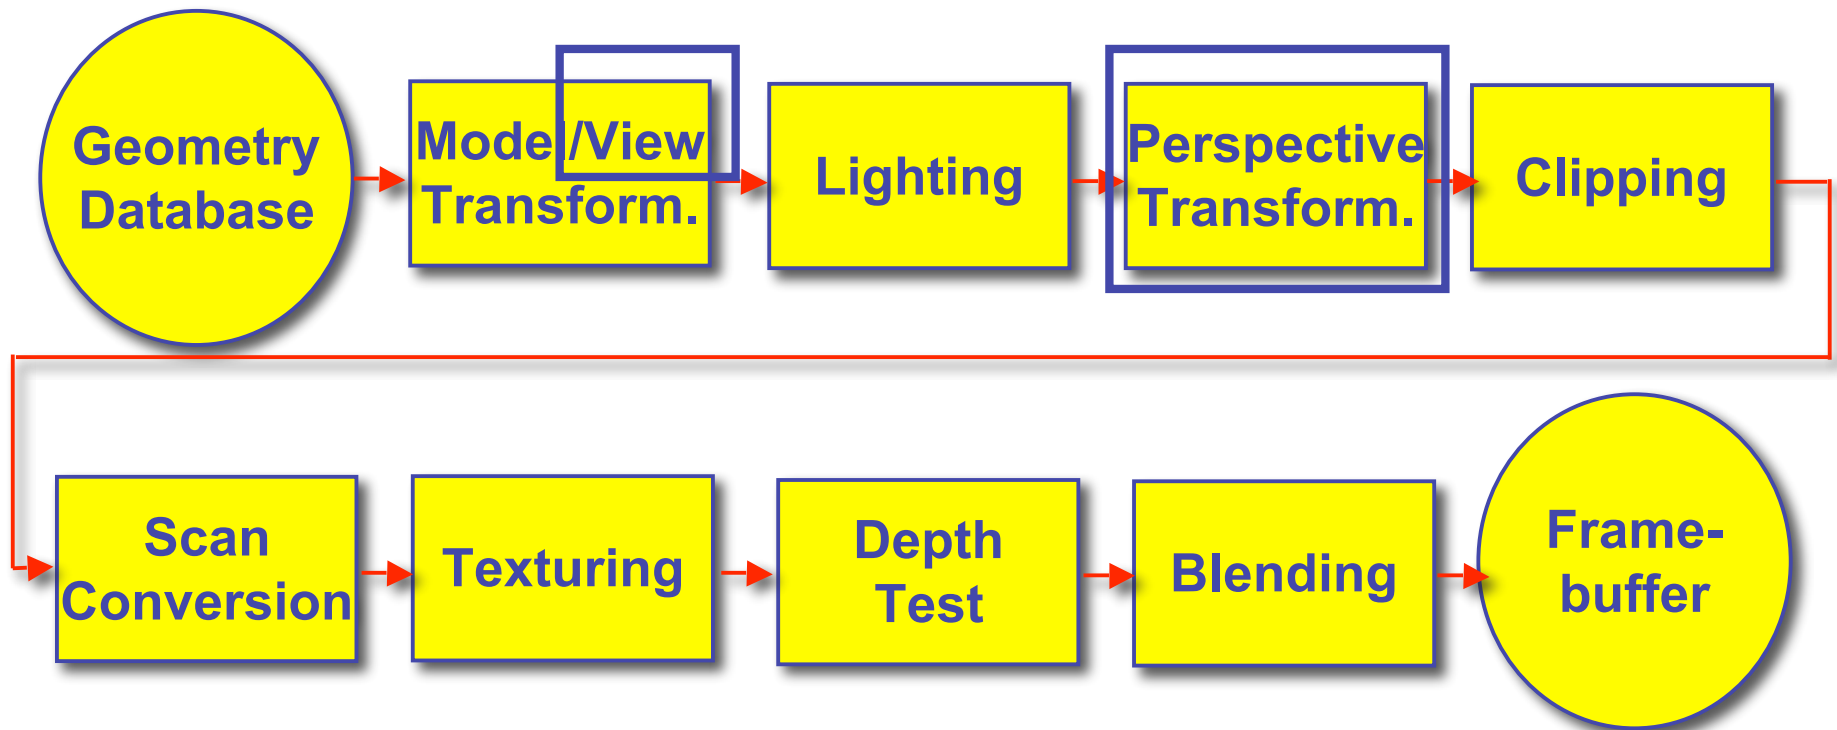 Geometry
Database
Model/View
Transform.
Lighting
Perspective
Transform.
Clipping
Scan
Conversion
Texturing
Depth
Test
Blending
Frame-
buffer